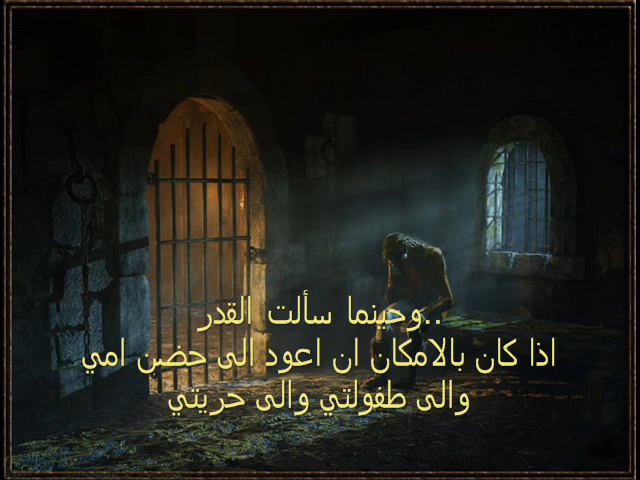 ..وحينما سألت القدر
اذا كان بالامكان ان اعود الى حضن امي
والى طفولتي والى حريتي